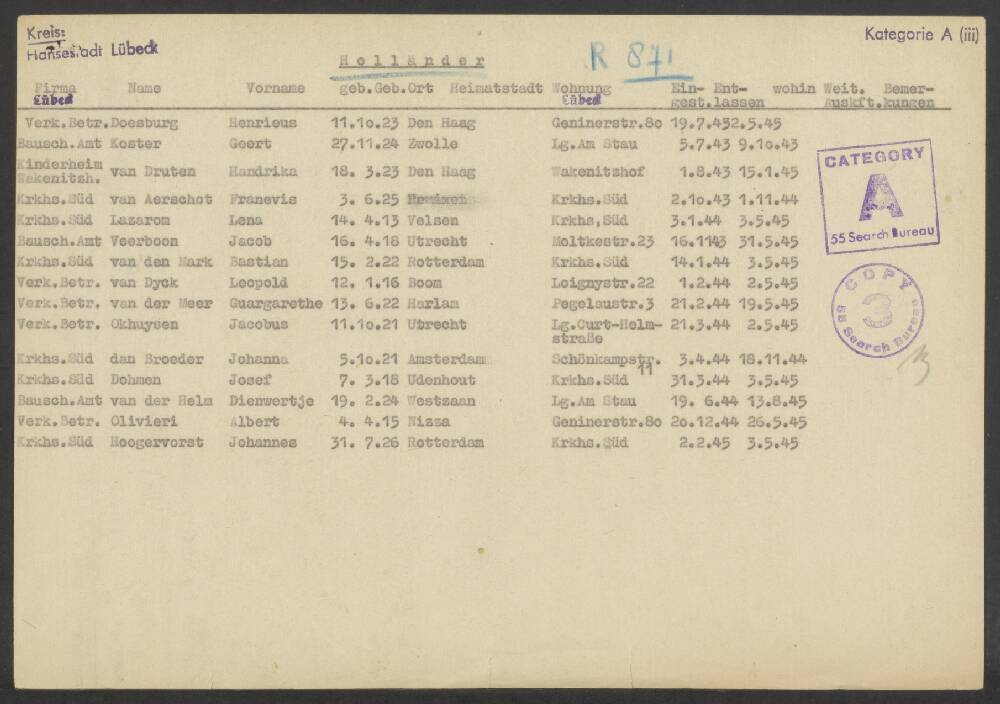 Kreis:
Hansestadt Lübeck
Kategorie A (iii)
Holländer
R 871
Firma Name Vorname geb. Geb.Ort Heimatstadt Wohnung Ein- Ent- wohin Weit. Bemer-
Lübeck Lübeck gest. lassen Auskft. kungen
Verk.Betr. Doesburg Henrieus 11.10.23 Den Haag Geninerstr.80 19.7.43 2.5.45
Bausch.Amt Koster Geert 27.11.24 Zwolle Lg.Am Stau 5.7.43 9.10.43
Kinderheim
Wakenitzh. van Druten Handrika 18. 3.23 Den Haag Wakenitzhof 1.8.43 15.1.45
Krkhs.Süd van Aerschot Franevis 3. 6.25 Krkhs.Süd 2.10.43 1.11.44
Krkhs.Süd Lazarom Lena 14. 4.13 Velsen Krkhs,Süd 3.1.44 3.5.45
Bausch.Amt Veerboon Jacob 16. 4.18 Utrecht Moltkestr.23 16.11.43 31.5.45
Krkhs.Süd van den Mark Bastian 15. 2.22 Rotterdam Krkhs.Süd 14.1.44 3.5.45
Verk.Betr. van Dyck Leopold 12. 1.16 Boom Loignystr.22 1.2.44 2.5.45
Verk.Betr. van der Meer Guargarethe 13. 6.22 Harlam Pegelaustr.3 21.2.44 19.5.45
Verk.Betr. Okhuysen Jacobus 11.10.21 Utrecht Lg.Curt-Helm- 21.3.44 2.5.45
straße
Krkhs.Süd dan Broeder Johanna 5.10.21 Amsterdam Schönkampstr. 3.4.44 18.11.44
11
Krkhs.Süd Dohmen Josef 7. 3.18 Udenhout Krkhs.Süd 31.3.44 3.5.45
Bausch.Amt van der Helm Dienwertje 19. 2.24 Westzaan Lg.Am Stau 19. 6.44 13.8.45
Verk.Betr. Olivieri Albert 4. 4.15 Nizza Geninerstr.80 20.12.44 26.5.45
Krkhs.Süd Hoogervorst Johannes 31. 7.26 Rotterdam Krkhs.Süd 2.2.45 3.5.45
CATEGORY
A
55 Search Bureau
COPY
3
55 Search Bureau